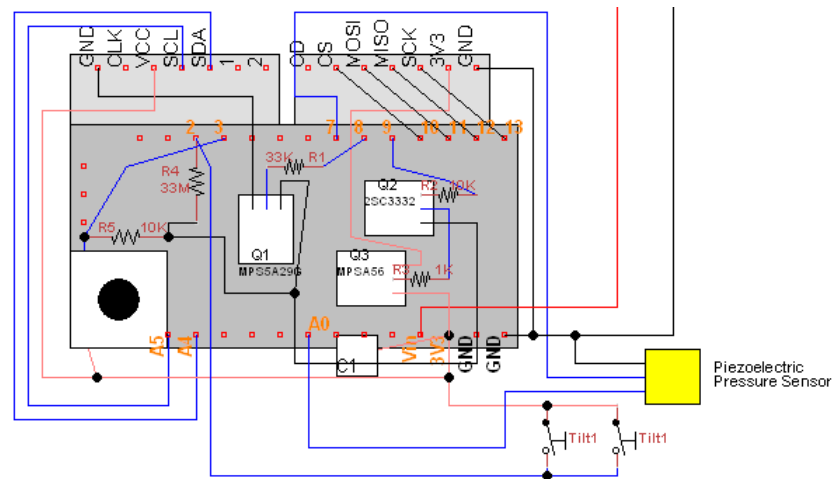 GND CLK VCC SCL SDA 1 2 CD CS MOSI MISO SCK 3V3 GND
2 3 7 8 9 10 11 12 13
33K R1
R4
33M
Q2 R2 10K
2SC3332
R5 10K
Q1
MPS5A29G
Q3
MPSA56 R3 1K
A0
A5 A4 Vin 3V3 GND GND
C1
Piezoelectric
Pressure Sensor
Tilt1 Tilt1